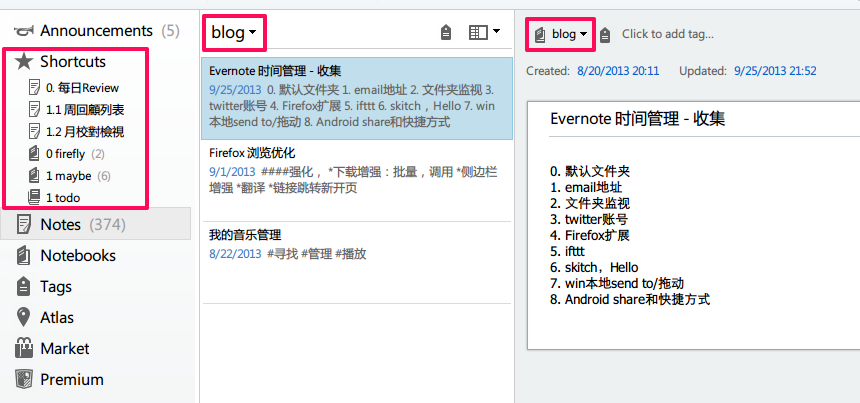 Announcements (5)
Shortcuts
0. 每日Review
1.1 周回顧列表
1.2 月校對檢視
0 firefly (2)
1 maybe (6)
1 todo
Notes (374)
Notebooks
Tags
Atlas
Market
Premium
blog
Evernote 时间管理 - 收集
9/25/2013 0. 默认文件夹 1. email地址 2. 文件夹监视 3.
twitter账号 4. Firefox扩展 5. ifttt 6. skitch，Hello 7. win
本地send to/拖动 8. Android share和快捷方式
Firefox 浏览优化
9/1/2013 ####强化， *下载增强：批量，调用 *侧边栏
增强 *翻译 *链接跳转新开页
我的音乐管理
8/22/2013 #寻找 #管理 #播放
blog Click to add tag...
Created: 8/20/2013 20:11 Updated: 9/25/2013 21:52
Evernote 时间管理 - 收集
0. 默认文件夹
1. email地址
2. 文件夹监视
3. twitter账号
4. Firefox扩展
5. ifttt
6. skitch，Hello
7. win本地send to/拖动
8. Android share和快捷方式